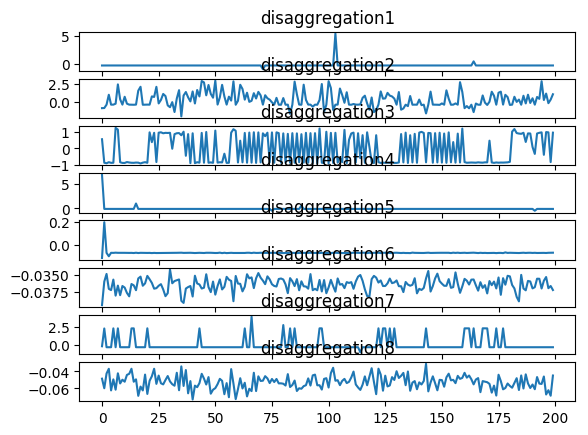 disaggregation1
5
0
disaggregation2
2.5
0.0
disaggregation3
1
0
−1
disaggregation4
5
0
disaggregation5
0.2
0.0
disaggregation6
−0.0350
−0.0375
disaggregation7
2.5
0.0
disaggregation8
−0.04
−0.06
0 25 50 75 100 125 150 175 200